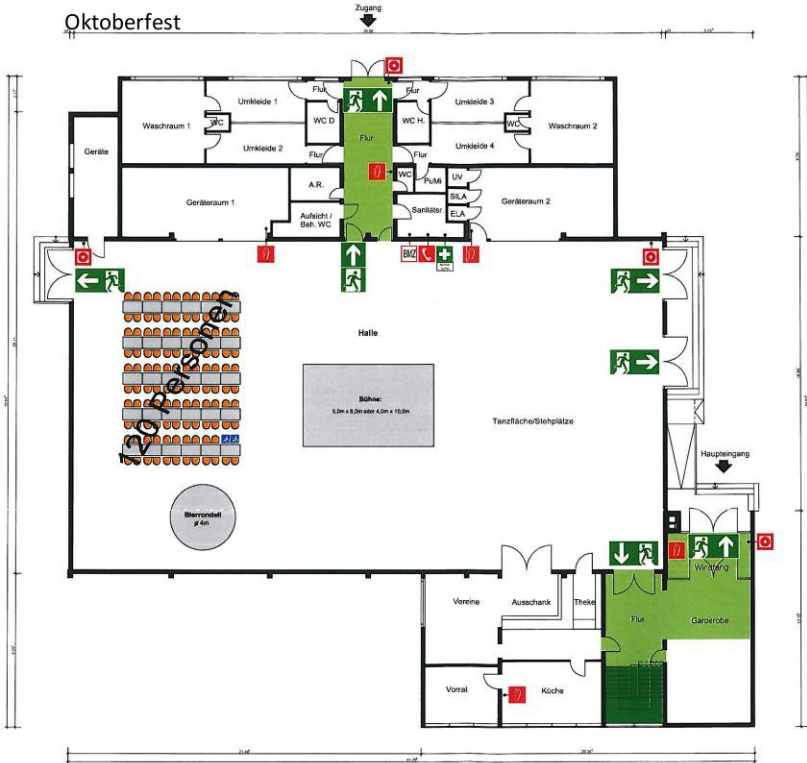 Oktoberfest
Zugang
Flur
Flur
Umkleide 1
WC D
WC H.
Umkleide 3
Waschraum 1
WC
WC
Waschraum 2
Flur
Umkleide 2
Umkleide 4
Geräte
Flur
Flur
A.R.
WC
PuMi
UV
SILA
ELA
Geräteraum 1
Sanitätsr.
Geräteraum 2
Aufsicht /
Beh. WC
BMZ
120 Personen
Halle
Bühne:
5,0m x 8,0m oder 4,0m x 10,0m
Tanzfläche/Stehplätze
Haupteingang
Bierrondell
ø 4m
Windfang
Vereine
Ausschank
Theke
Flur
Garderobe
Vorrat
Küche